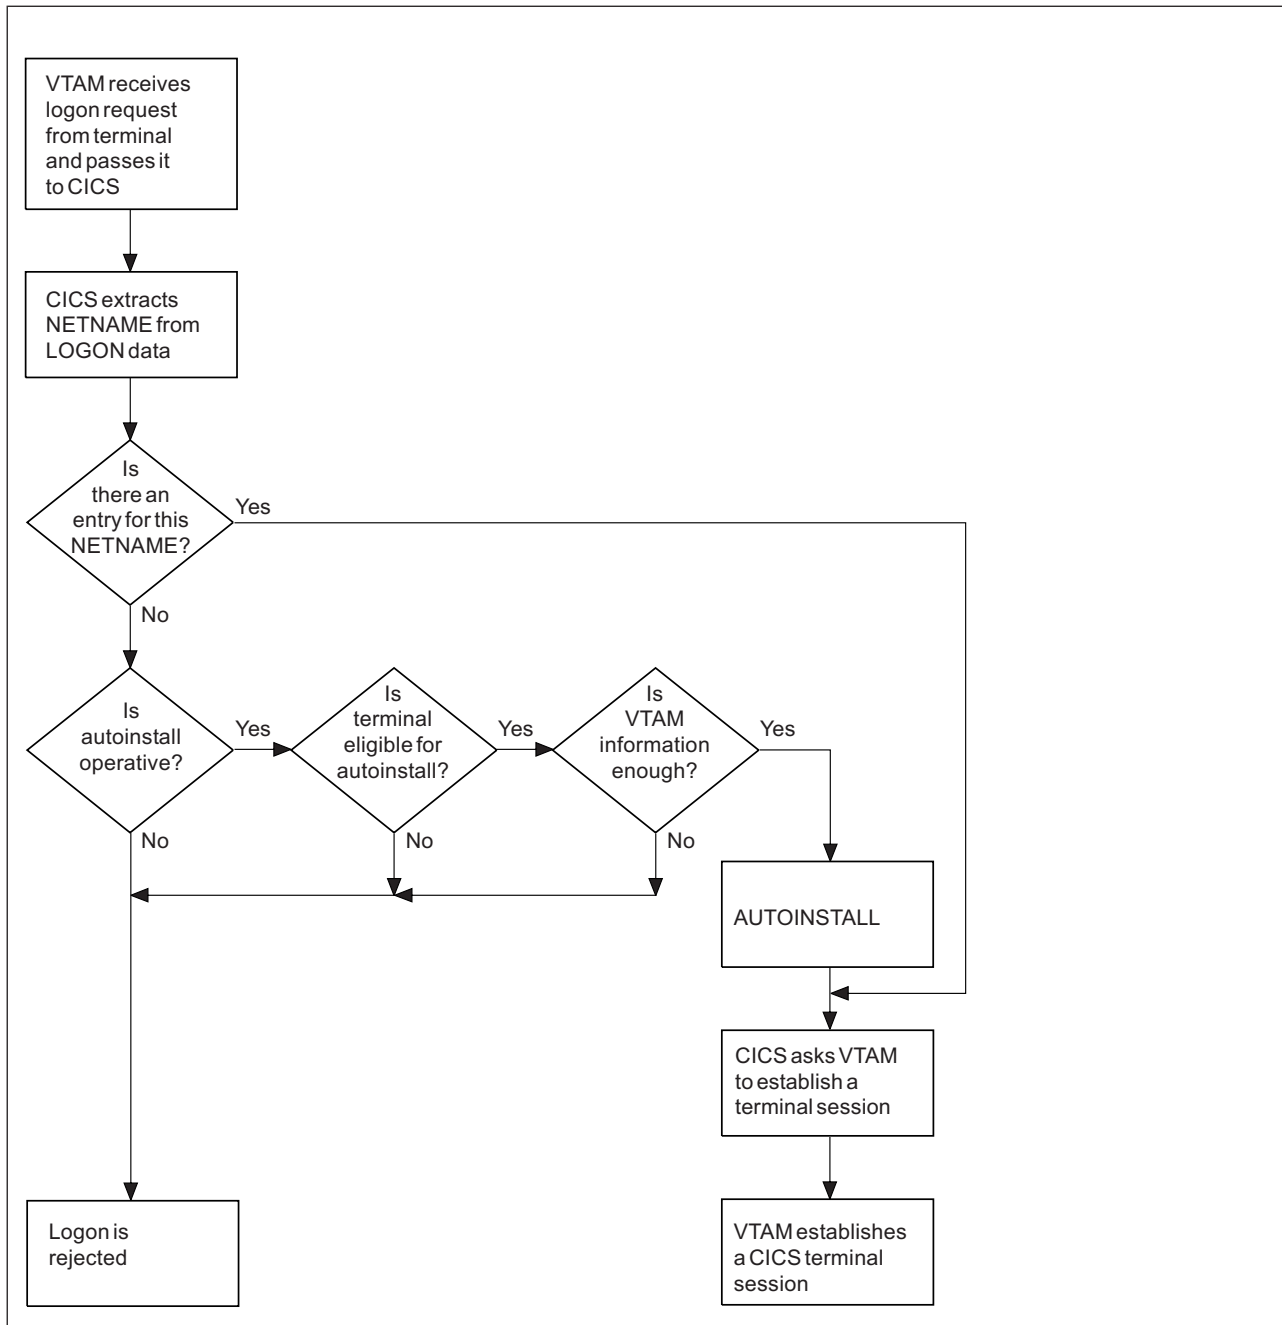 VTAM receives
logon request
from terminal
and passes it
to CICS
CICS extracts
NETNAME from
LOGON data
Is
there an
entry for this
NETNAME?
Yes
No
Is
autoinstall
operative?
Yes
No
Is
terminal
eligible for
autoinstall?
Yes
No
Is
VTAM
information
enough?
Yes
No
AUTOINSTALL
CICS asks VTAM
to establish a
terminal session
Logon is
rejected
VTAM establishes
a CICS terminal
session